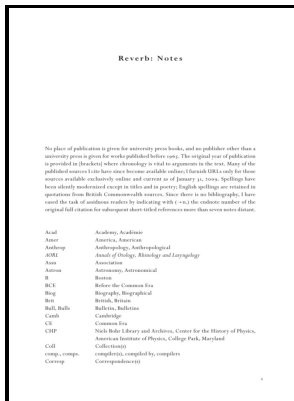 Reverb: Notes
No place of publication is given for university press books, and no publisher other than a
university press is given for works published before 1963. The original year of publication
is provided in [brackets] where chronology is vital to arguments in the text. Many of the
published sources I cite have since become available online; I furnish URLs only for those
sources available exclusively online and current as of January 31, 2009. Spellings have
been silently modernized except in titles and in poetry; English spellings are retained in
quotations from British Commonwealth sources. Since there is no bibliography, I have
eased the task of assiduous readers by indicating with (+n.) the endnote number of the
original full citation for subsequent short-titled references more than seven notes distant.
Acad Academy, Académie
Amer America, American
Anthrop Anthropology, Anthropological
AORL Annals of Otology, Rhinology and Laryngology
Assn Association
Astron Astronomy, Astronomical
B Boston
BCE Before the Common Era
Biog Biography, Biographical
Brit British, Britain
Bull, Bulls Bulletin, Bulletins
Camb Cambridge
CE Common Era
CHP Niels Bohr Library and Archives, Center for the History of Physics,
American Institute of Physics, College Park, Maryland
Coll Collection(s)
comp., comps. compiler(s), compiled by, compilers
Corresp Correspondence(s)